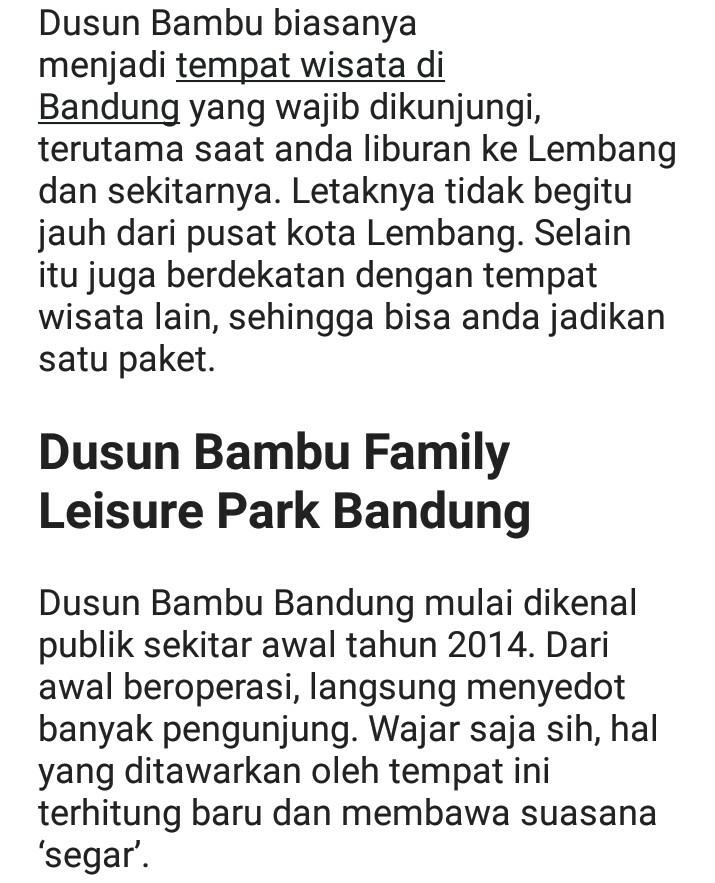 Dusun Bambu biasanya
menjadi tempat wisata di
Bandung yang wajib dikunjungi,
terutama saat anda liburan ke Lembang
dan sekitarnya. Letaknya tidak begitu
jauh dari pusat kota Lembang. Selain
itu juga berdekatan dengan tempat
wisata lain, sehingga bisa anda jadikan
satu paket.
Dusun Bambu Family
Leisure Park Bandung
Dusun Bambu Bandung mulai dikenal
publik sekitar awal tahun 2014. Dari
awal beroperasi, langsung menyedot
banyak pengunjung. Wajar saja sih, hal
yang ditawarkan oleh tempat ini
terhitung baru dan membawa suasana
‘segar’.